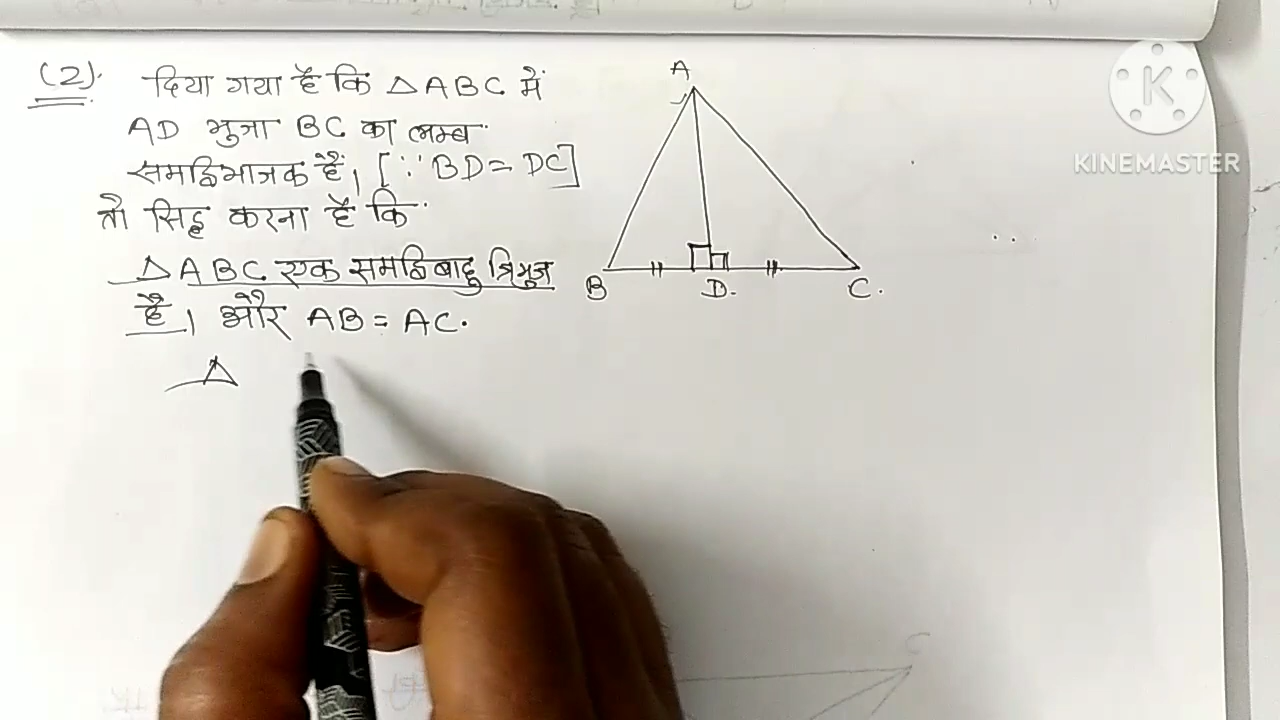 (2). दिया गया है कि △ABC में
AD भुजा BC का लम्ब
समद्विभाजक है, [∵ BD = DC]
तो सिद्ध करना है कि
△ABC एक समद्विबाहु त्रिभुज
है। और AB = AC.
△
A
B
D.
C.
K
KINEMASTER
C